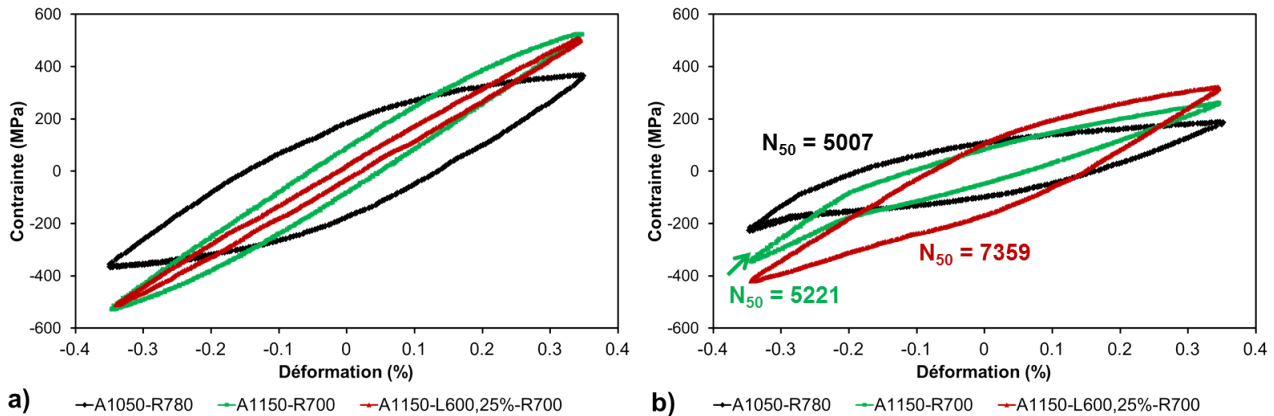 600
400
200
0
-200
-400
-600
Contrainte (MPa)
-0.4 -0.3 -0.2 -0.1 0 0.1 0.2 0.3 0.4
Déformation (%)
a) A1050-R780 A1150-R700 A1150-L600,25%-R700
600
400
200
0
-200
-400
-600
Contrainte (MPa)
N50 = 5007
N50 = 7359
N50 = 5221
-0.4 -0.3 -0.2 -0.1 0 0.1 0.2 0.3 0.4
Déformation (%)
b) A1050-R780 A1150-R700 A1150-L600,25%-R700